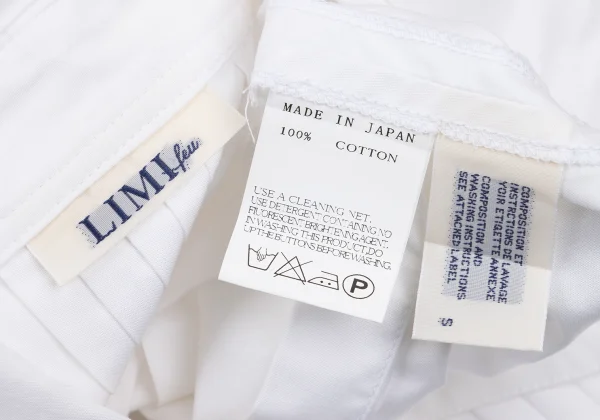 LIMI feu
MADE IN JAPAN
100% COTTON
USE A CLEANING NET.
USE DETERGENT CONTAINING NO
FLUORESCENT BRIGHTENING AGENT.
IN WASHING THIS PRODUCT, DO
UP THE BUTTONS BEFORE WASHING.
P
COMPOSITION ET
INSTRUCTIONS DE LAVAGE
VOIR ETIQUETTE ANNEXE
COMPOSITION AND
WASHING INSTRUCTIONS
SEE ATTACHED LABEL
S